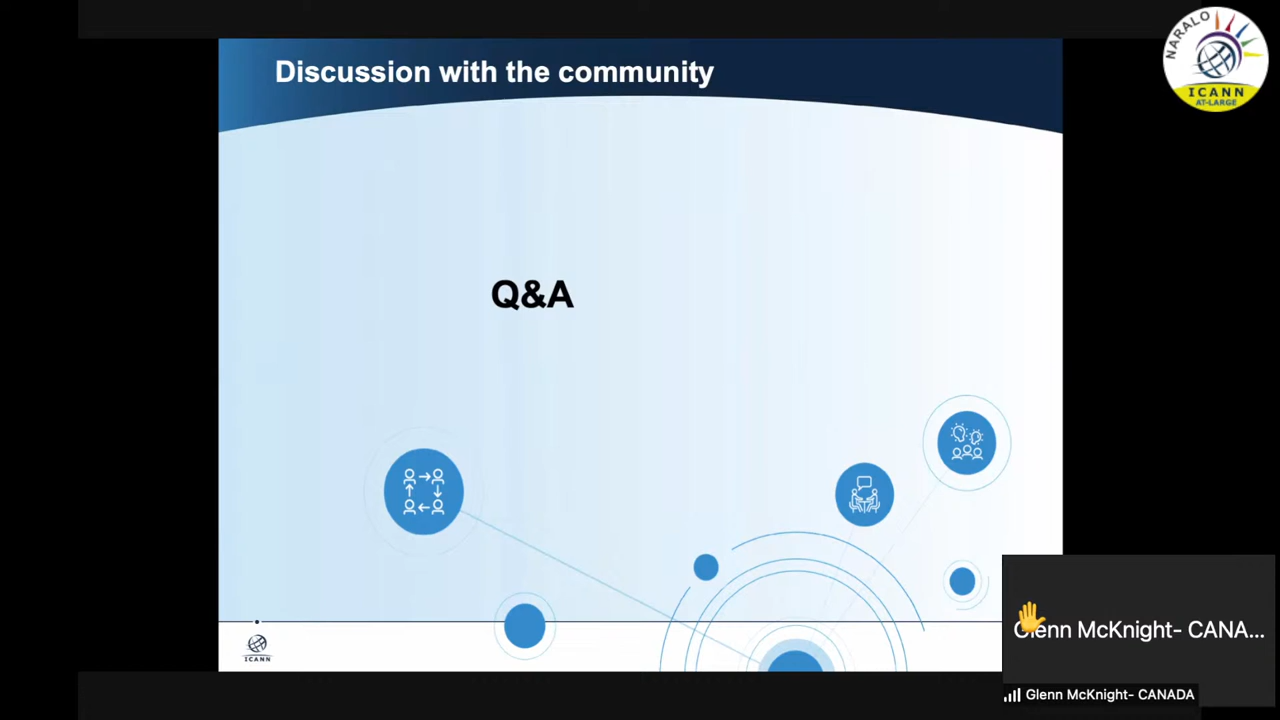 Discussion with the community
NARALO
ICANN
AT-LARGE
Q&A
Glenn McKnight- CANA...
ICANN
Glenn McKnight- CANADA